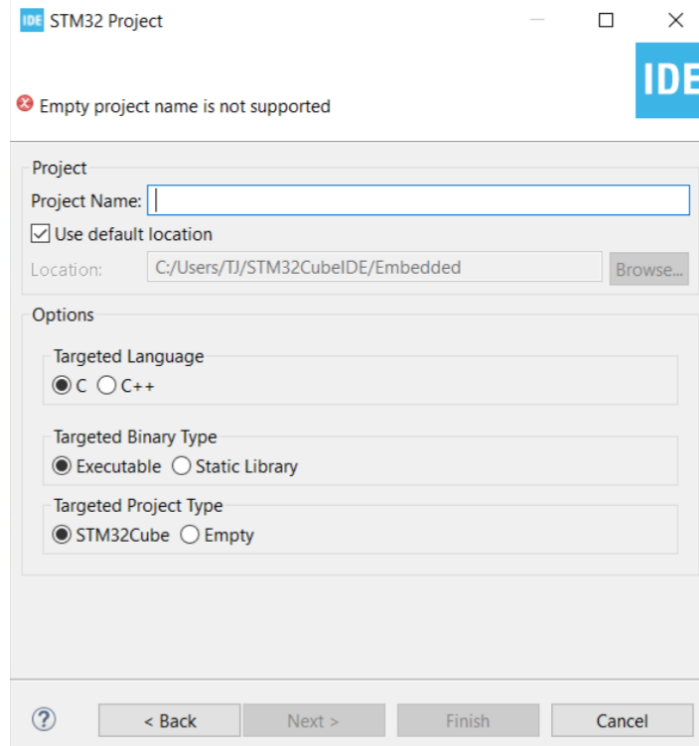 IDE STM32 Project
IDE
Empty project name is not supported
Project
Project Name:
Use default location
Location: C:/Users/TJ/STM32CubeIDE/Embedded Browse...
Options
Targeted Language
C C++
Targeted Binary Type
Executable Static Library
Targeted Project Type
STM32Cube Empty
? < Back Next > Finish Cancel